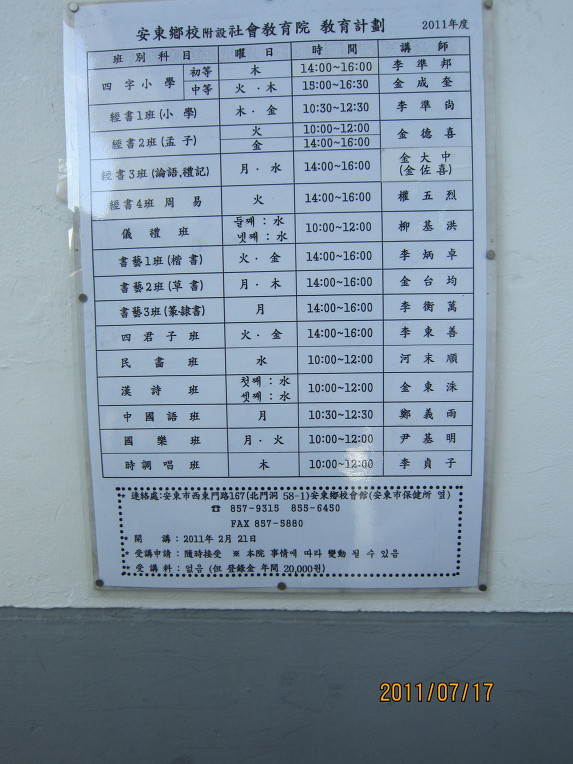 安東鄕校附設社會敎育院 敎育計劃 2011年度
班別科目 曜日 時間 講師
四字小學 初等 木 14:00~16:00 李準邦
中等 火·木 15:00~16:30 金成奎
經書1班(小學) 木·金 10:30~12:30 李準尙
經書2班(孟子) 火 10:00~12:00 金德喜
金 14:00~16:00
經書3班(論語,禮記) 月·水 14:00~16:00 金大中
(金佐喜)
經書4班 周易 火 14:00~16:00 權五烈
儀禮班 둘째 : 水 10:00~12:00 柳基洪
넷째 : 水
書藝1班(楷書) 火·金 14:00~16:00 李炳卓
書藝2班(草書) 月·木 14:00~16:00 金台均
書藝3班(篆隸書) 月 14:00~16:00 李衡萬
四君子班 火·金 14:00~16:00 李東善
民畵班 水 10:00~12:00 河末順
漢詩班 첫째 : 水 10:00~12:00 金東洙
셋째 : 水
中國語班 月 10:30~12:30 鄭義雨
國樂班 月·火 10:00~12:00 尹基明
時調唱班 木 10:00~12:00 李貞子
* 連絡處:安東市西東門路167(北門洞 58-1)安東鄕校會館(安東市保健所 옆)
☎ 857-9315 855-6450
FAX 857-5880
* 開 講 : 2011年 2月 21日
* 受講申請 : 隨時接受 ※ 本院 事情에 따라 變動 될 수 있음
* 受講料 : 없음 (但 登錄金 年間 20,000원)
2011/07/17